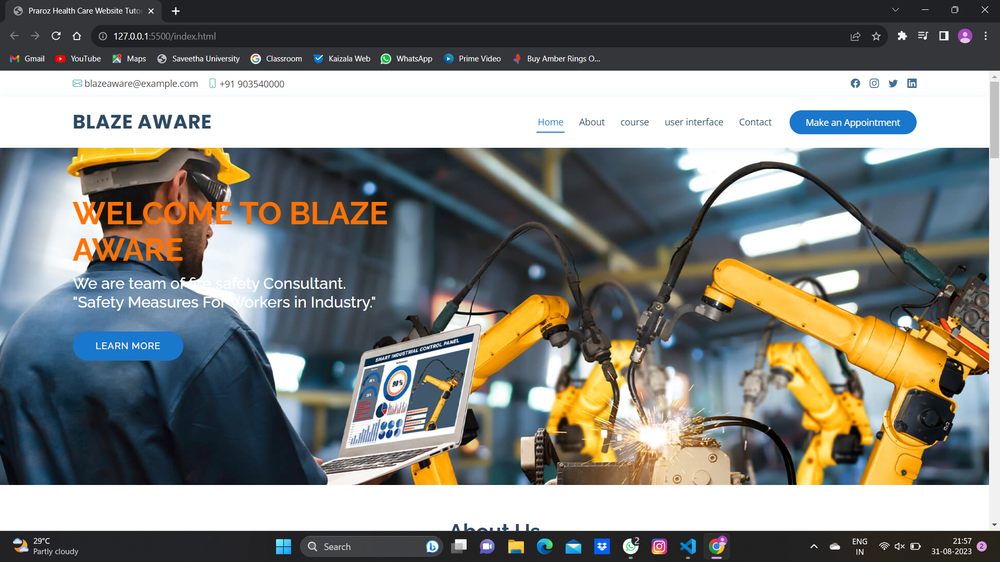 Praroz Health Care Website Tutor
127.0.0.1:5500/index.html
Gmail YouTube Maps Saveetha University Classroom Kaizala Web WhatsApp Prime Video Buy Amber Rings O...
blazeaware@example.com +91 903540000
BLAZE AWARE
Home About course user interface Contact Make an Appointment
WELCOME TO BLAZE
AWARE
We are team of fire safety Consultant.
"Safety Measures For Workers in Industry."
LEARN MORE
SMART INDUSTRIAL CONTROL PANEL
90%
About Us
29°C
Partly cloudy
Search
2
ENG
IN
21:57
31-08-2023
2